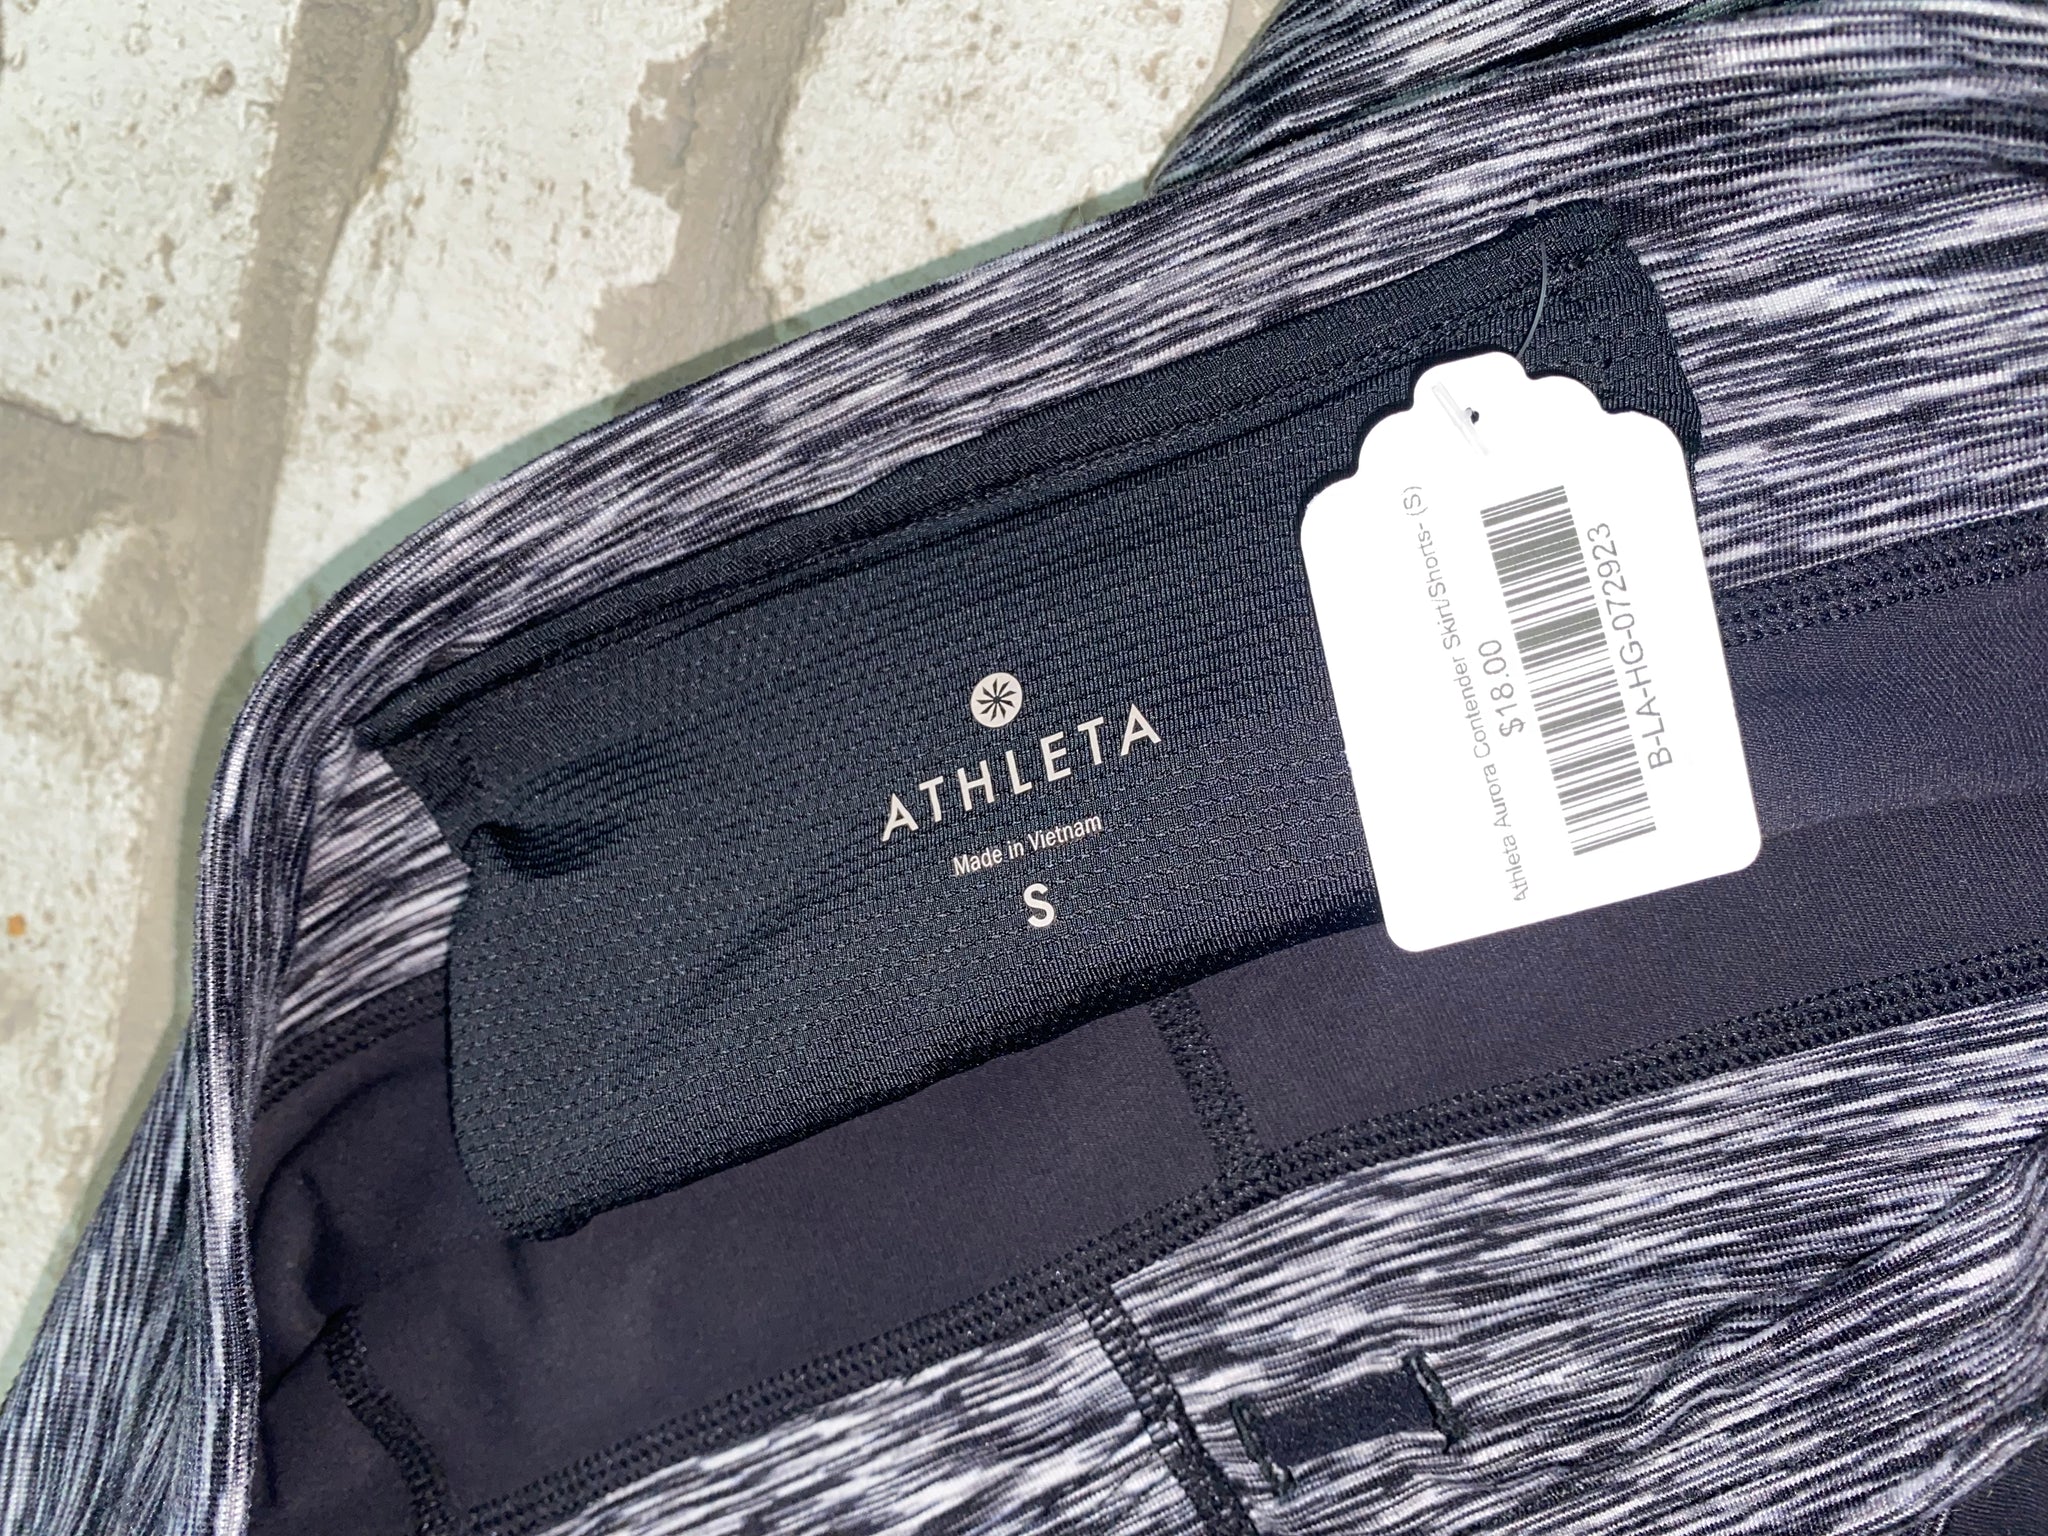 ATHLETA
Made in Vietnam
S
Athleta Aurora Contender Skirt/Shorts- (S)
$18.00
B-LA-HG-072923